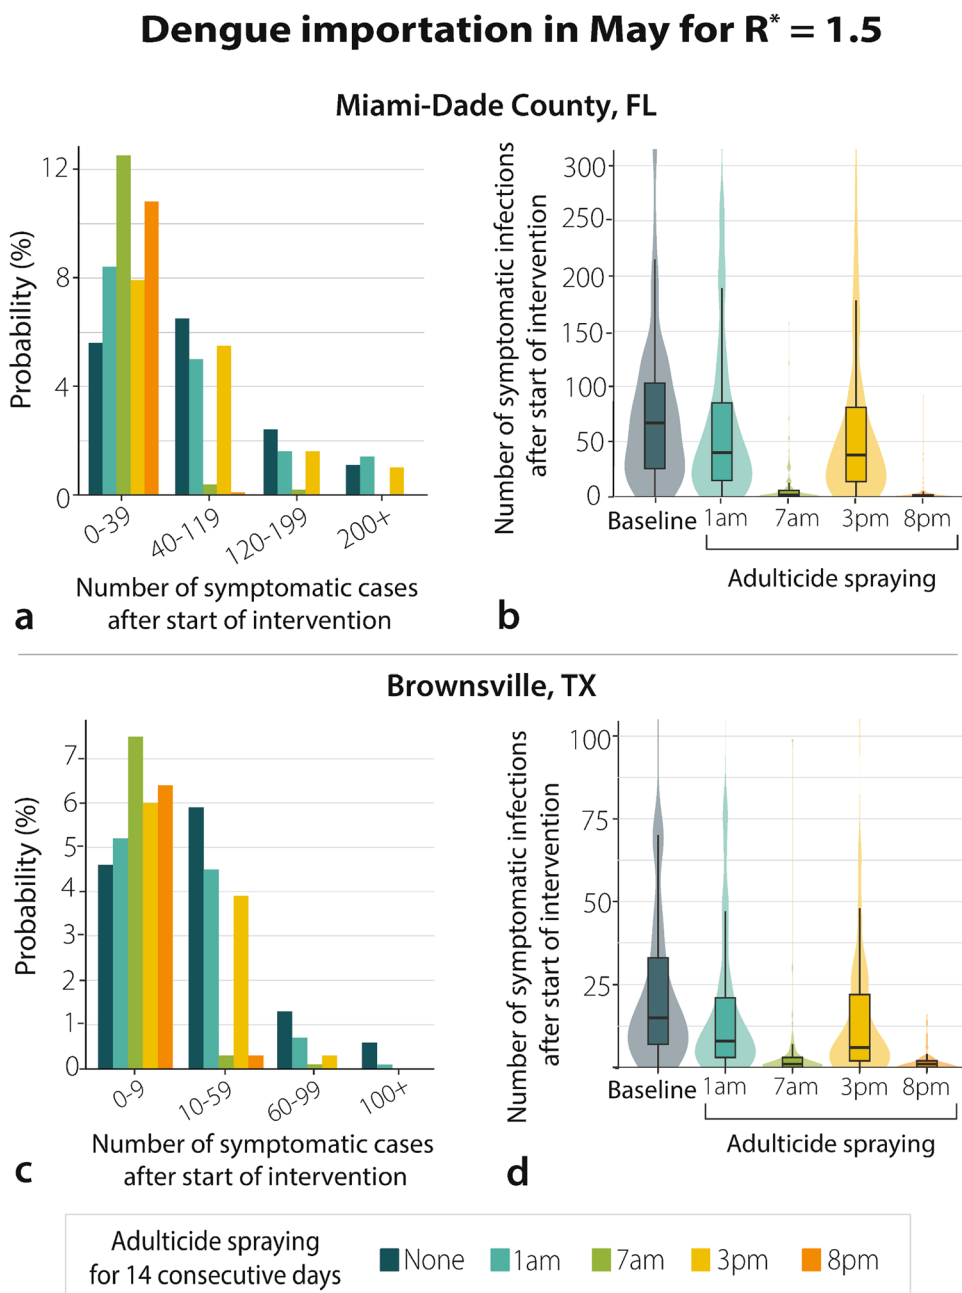 Dengue importation in May for R* = 1.5
Miami-Dade County, FL
Probability (%)
12
8
4
0
0-39
40-119
120-199
200+
Number of symptomatic cases
after start of intervention
a
Number of symptomatic infections
after start of intervention
300
250
200
150
100
50
0
Baseline
1am
7am
3pm
8pm
Adulticide spraying
b
Brownsville, TX
Probability (%)
7
6
5
4
3
2
1
0
0-9
10-59
60-99
100+
Number of symptomatic cases
after start of intervention
c
Number of symptomatic infections
after start of intervention
100
75
50
25
Baseline
1am
7am
3pm
8pm
Adulticide spraying
d
Adulticide spraying
for 14 consecutive days
None
1am
7am
3pm
8pm